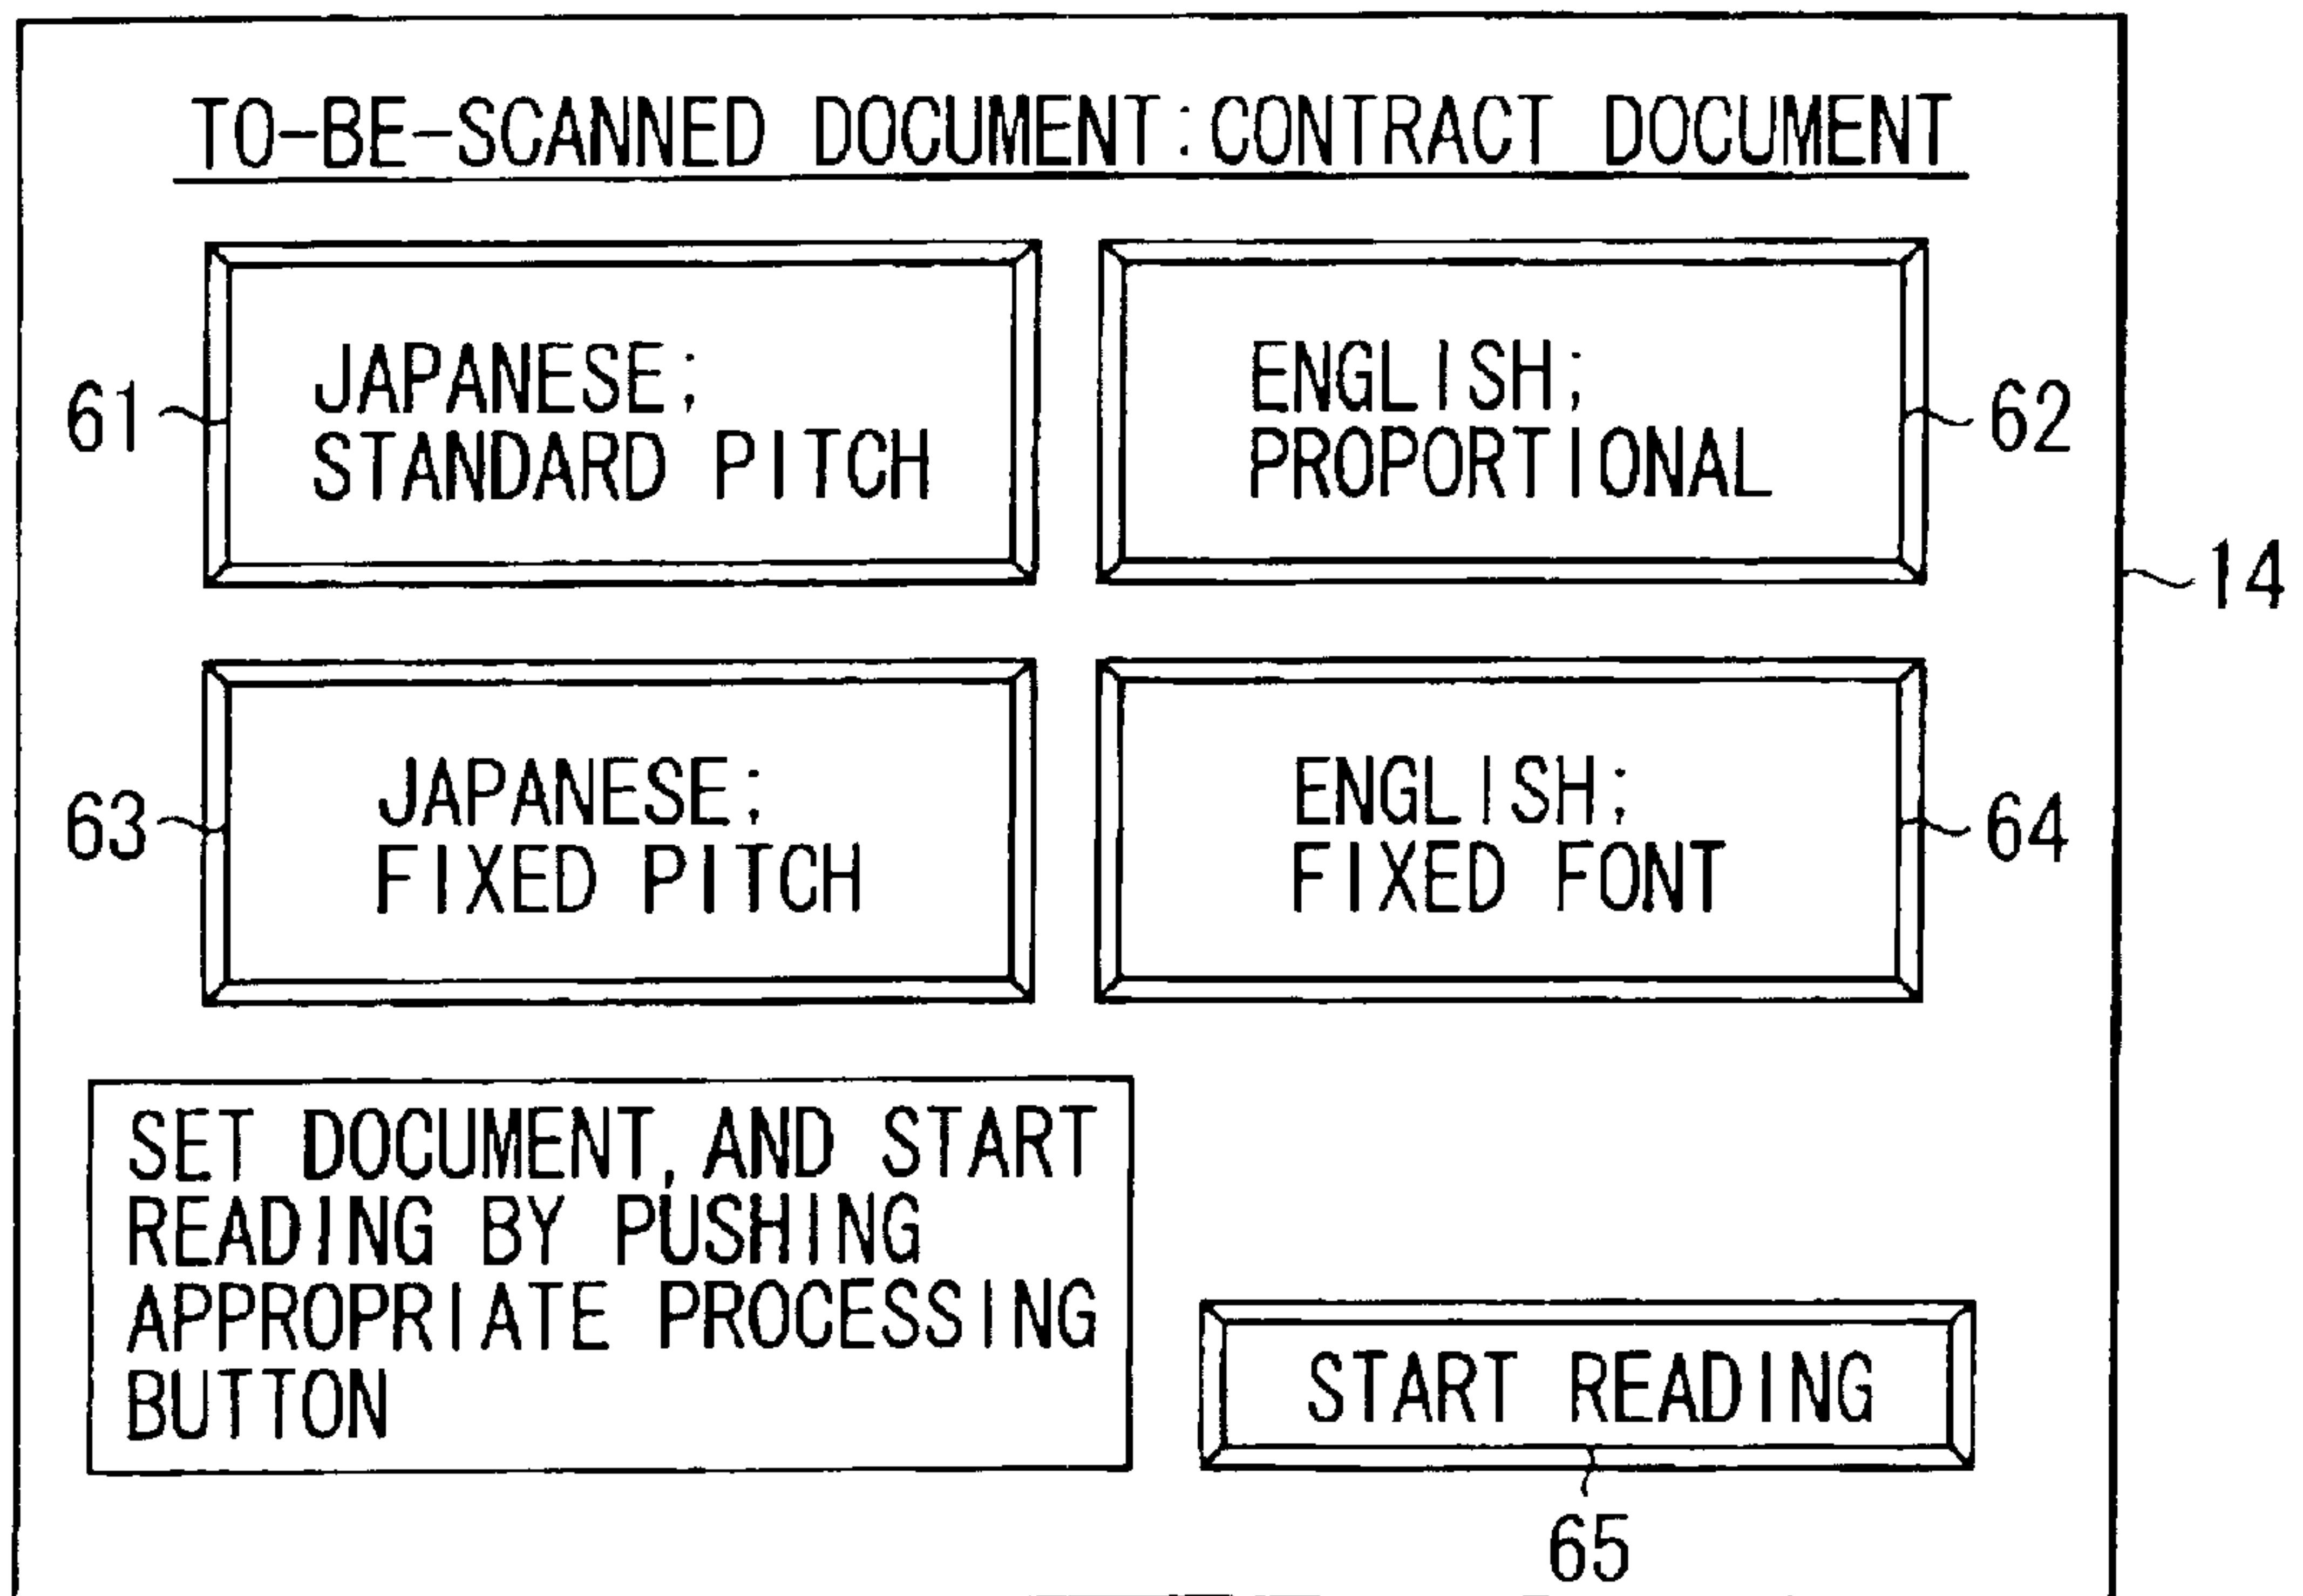 TO-BE-SCANNED DOCUMENT:CONTRACT DOCUMENT
61
JAPANESE;
STANDARD PITCH
ENGLISH;
PROPORTIONAL
62
14
63
JAPANESE;
FIXED PITCH
ENGLISH;
FIXED FONT
64
SET DOCUMENT, AND START
READING BY PUSHING
APPROPRIATE PROCESSING
BUTTON
START READING
65